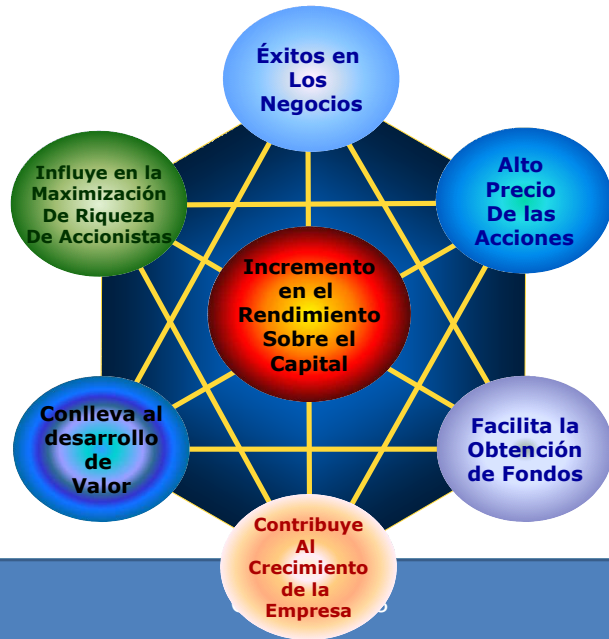 Éxitos en
Los
Negocios
Influye en la
Maximización
De Riqueza
De Accionistas
Alto
Precio
De las
Acciones
Incremento
en el
Rendimiento
Sobre el
Capital
Conlleva al
desarrollo
de
Valor
Facilita la
Obtención
de Fondos
Contribuye
Al
Crecimiento
de la
Empresa